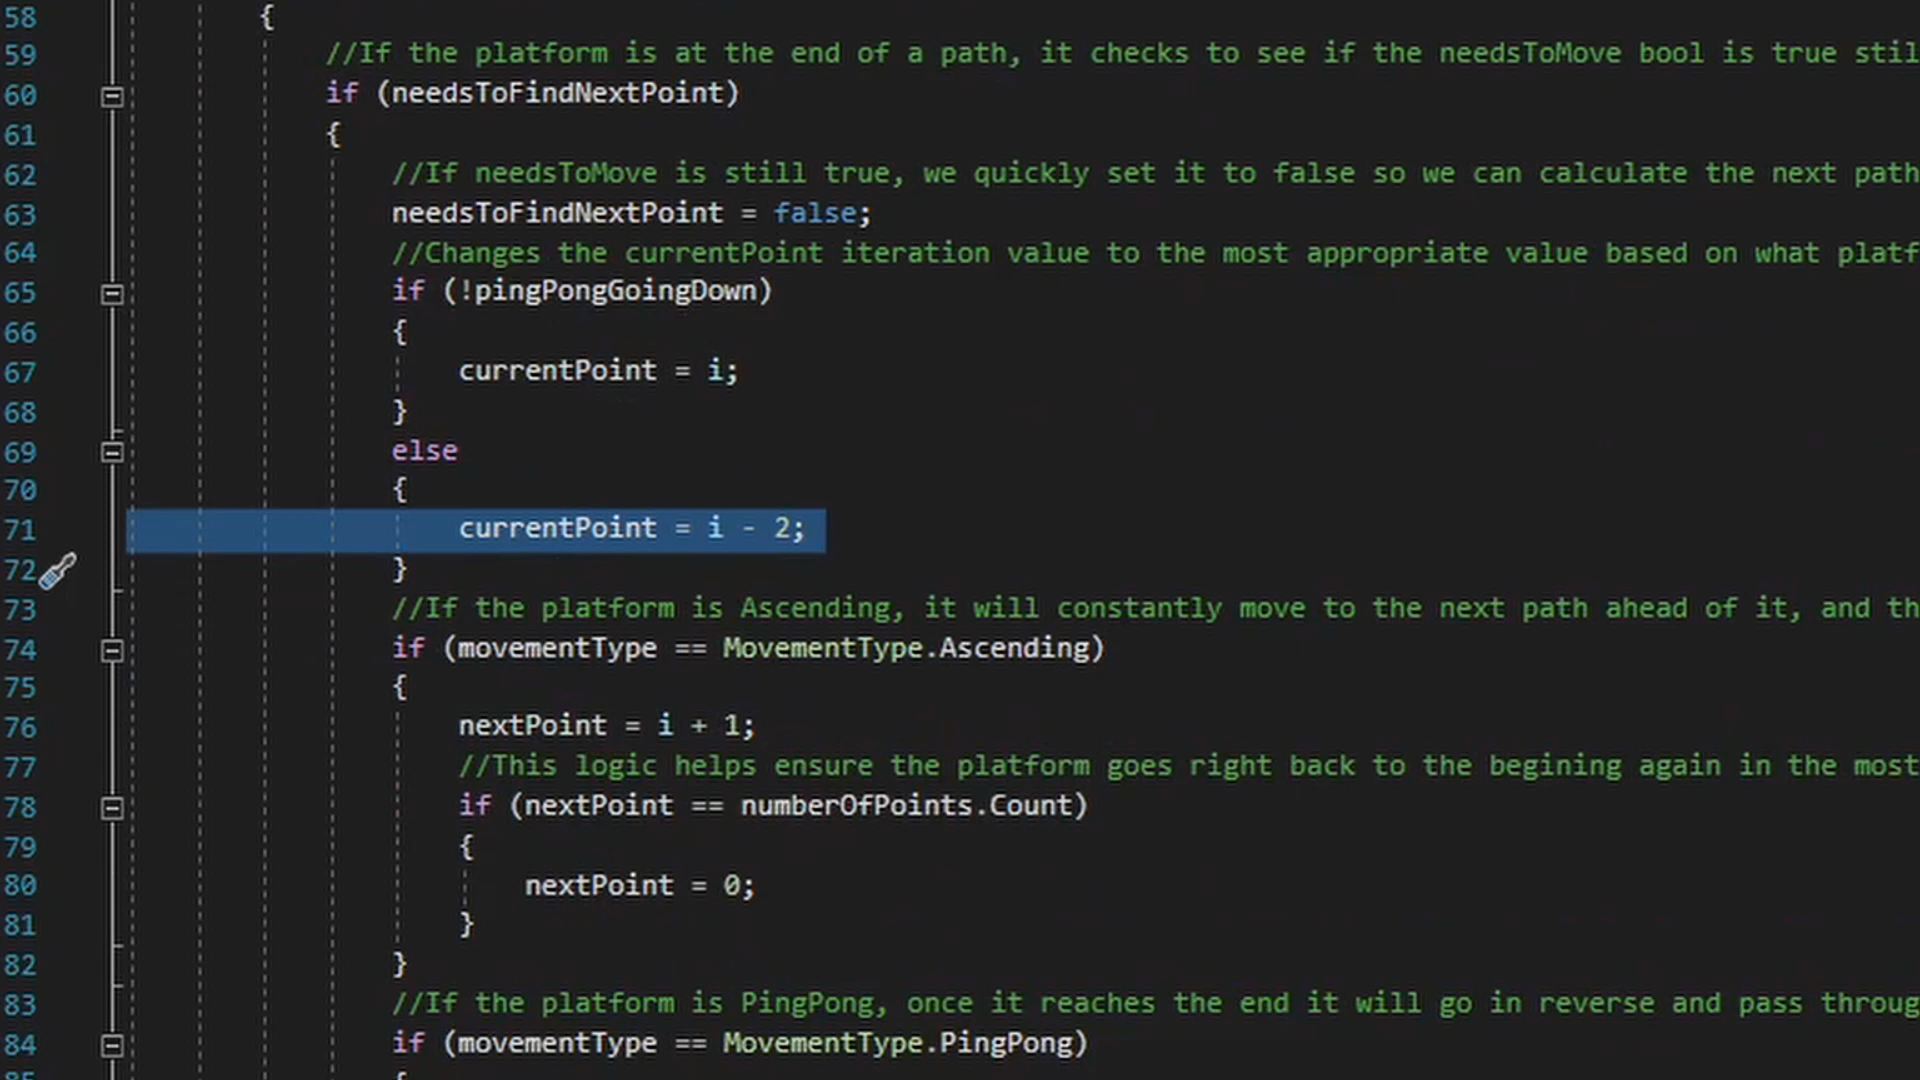 58 {
59 //If the platform is at the end of a path, it checks to see if the needsToMove bool is true stil
60 if (needsToFindNextPoint)
61 {
62 //If needsToMove is still true, we quickly set it to false so we can calculate the next path
63 needsToFindNextPoint = false;
64 //Changes the currentPoint iteration value to the most appropriate value based on what platf
65 if (!pingPongGoingDown)
66 {
67 currentPoint = i;
68 }
69 else
70 {
71 currentPoint = i - 2;
72 }
73 //If the platform is Ascending, it will constantly move to the next path ahead of it, and th
74 if (movementType == MovementType.Ascending)
75 {
76 nextPoint = i + 1;
77 //This logic helps ensure the platform goes right back to the begining again in the most
78 if (nextPoint == numberOfPoints.Count)
79 {
80 nextPoint = 0;
81 }
82 }
83 //If the platform is PingPong, once it reaches the end it will go in reverse and pass throug
84 if (movementType == MovementType.PingPong)
85 {